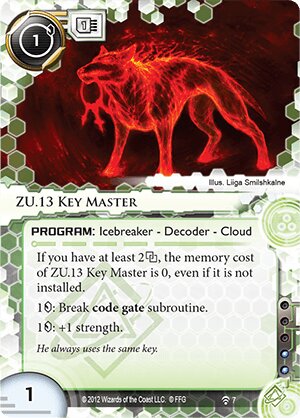 1
1
Illus. Liiga Smilshkalne
ZU.13 Key Master
PROGRAM: Icebreaker - Decoder - Cloud
If you have at least 2, the memory cost
of ZU.13 Key Master is 0, even if it is not
installed.
1: Break code gate subroutine.
1: +1 strength.
He always uses the same key.
1
© 2012 Wizards of the Coast LLC. © FFG
7